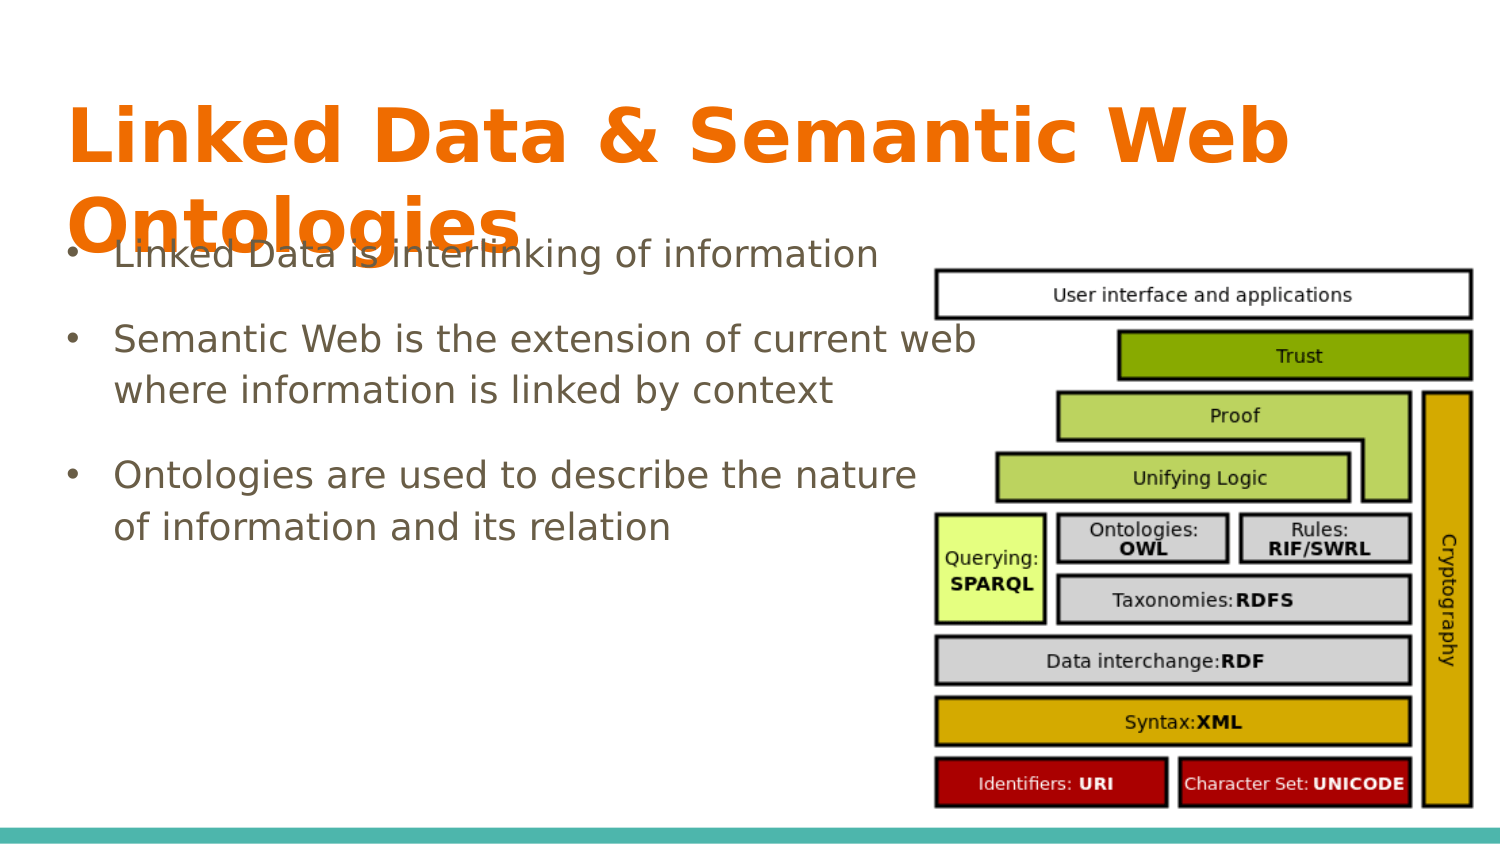 Linked Data & Semantic Web
Ontologies
• Linked Data is interlinking of information
• Semantic Web is the extension of current web
where information is linked by context
• Ontologies are used to describe the nature
of information and its relation
User interface and applications
Trust
Proof
Unifying Logic
Querying:
SPARQL
Ontologies:
OWL
Rules:
RIF/SWRL
Taxonomies: RDFS
Data interchange: RDF
Syntax: XML
Identifiers: URI
Character Set: UNICODE
Cryptography